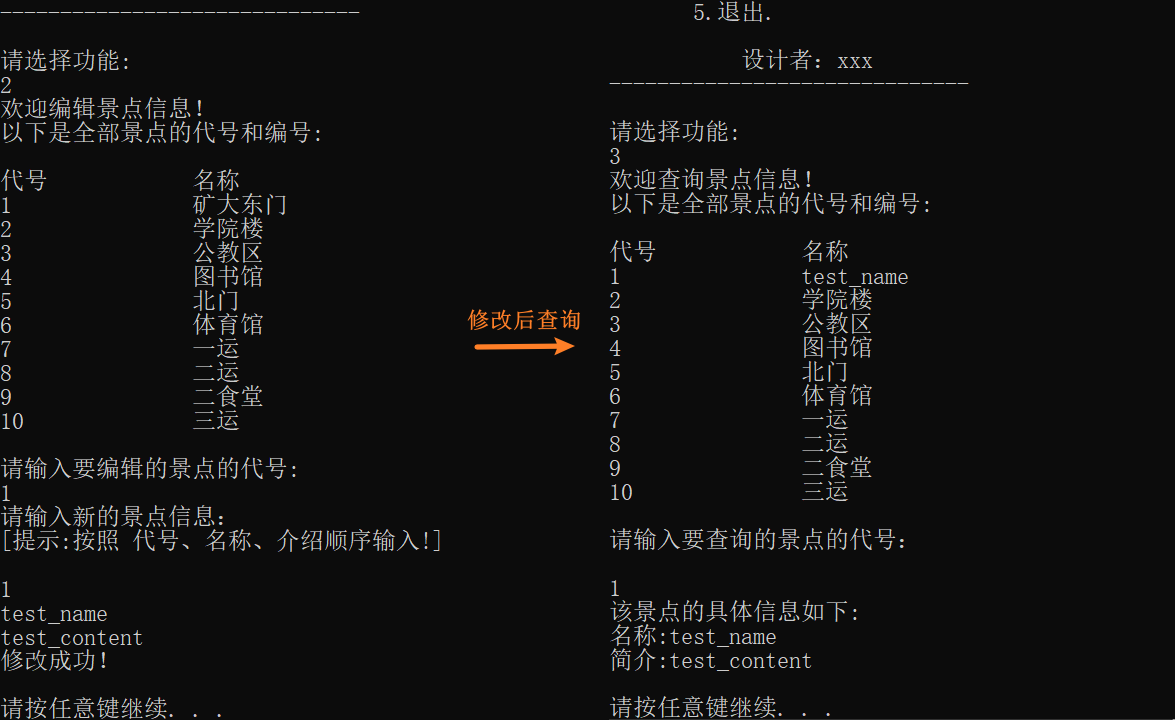 ------------------------------
请选择功能:
2
欢迎编辑景点信息!
以下是全部景点的代号和编号:
代号 名称
1 矿大东门
2 学院楼
3 公教区
4 图书馆
5 北门
6 体育馆
7 一运
8 二运
9 二食堂
10 三运
请输入要编辑的景点的代号:
1
请输入新的景点信息:
[提示:按照 代号、名称、介绍顺序输入!]
1
test_name
test_content
修改成功!
请按任意键继续. . .
修改后查询
5.退出.
设计者: xxx
------------------------------
请选择功能:
3
欢迎查询景点信息!
以下是全部景点的代号和编号:
代号 名称
1 test_name
2 学院楼
3 公教区
4 图书馆
5 北门
6 体育馆
7 一运
8 二运
9 二食堂
10 三运
请输入要查询的景点的代号:
1
该景点的具体信息如下:
名称:test_name
简介:test_content
请按任意键继续. . .